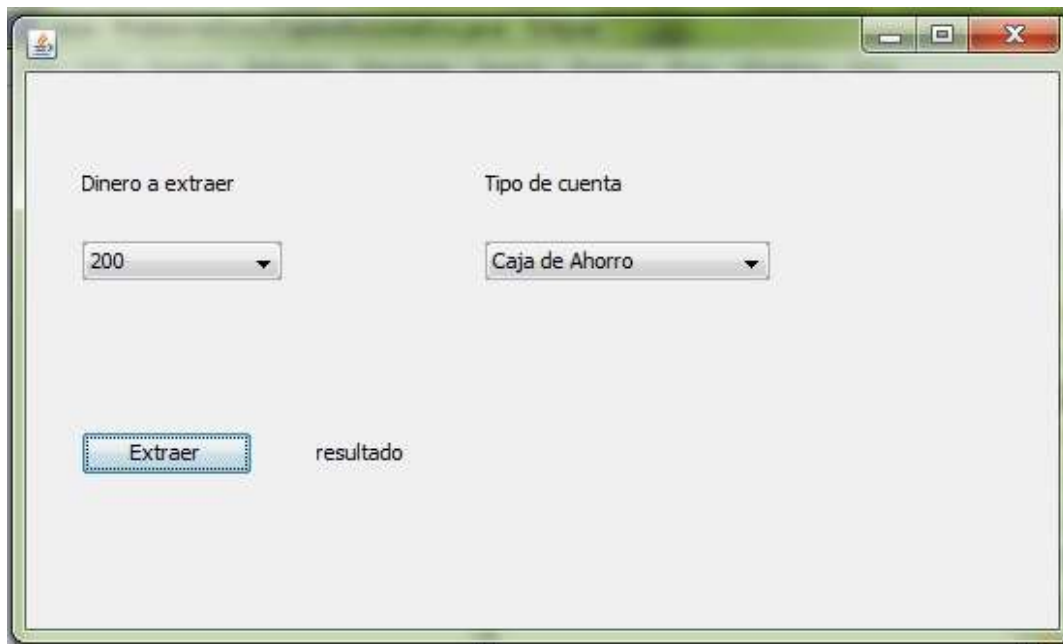 Dinero a extraer
Tipo de cuenta
200
Caja de Ahorro
Extraer
resultado